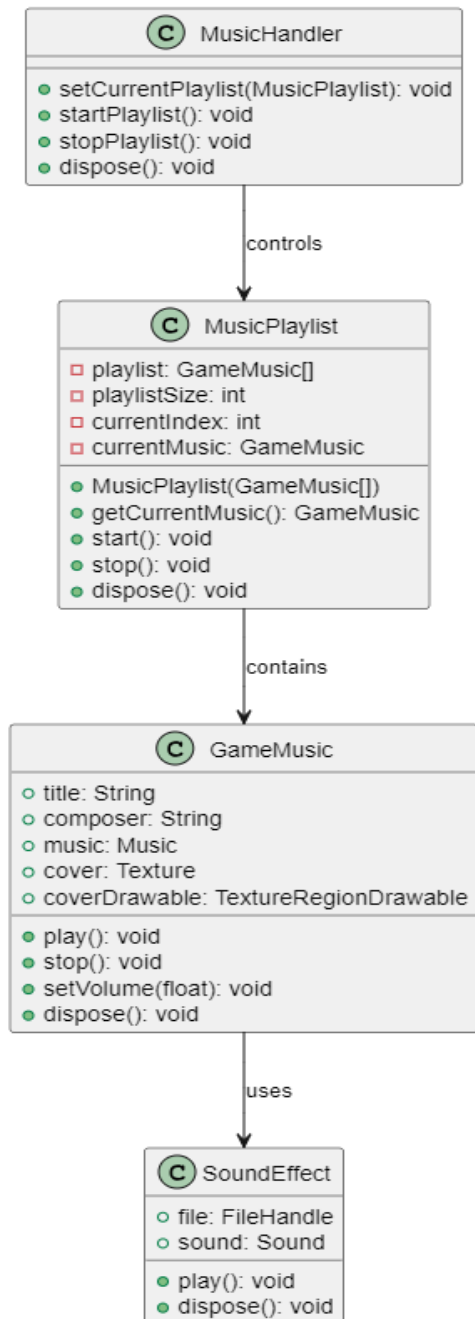 C MusicHandler
setCurrentPlaylist(MusicPlaylist): void
startPlaylist(): void
stopPlaylist(): void
dispose(): void
controls
C MusicPlaylist
playlist: GameMusic[]
playlistSize: int
currentIndex: int
currentMusic: GameMusic
MusicPlaylist(GameMusic[])
getCurrentMusic(): GameMusic
start(): void
stop(): void
dispose(): void
contains
C GameMusic
title: String
composer: String
music: Music
cover: Texture
coverDrawable: TextureRegionDrawable
play(): void
stop(): void
setVolume(float): void
dispose(): void
uses
C SoundEffect
file: FileHandle
sound: Sound
play(): void
dispose(): void